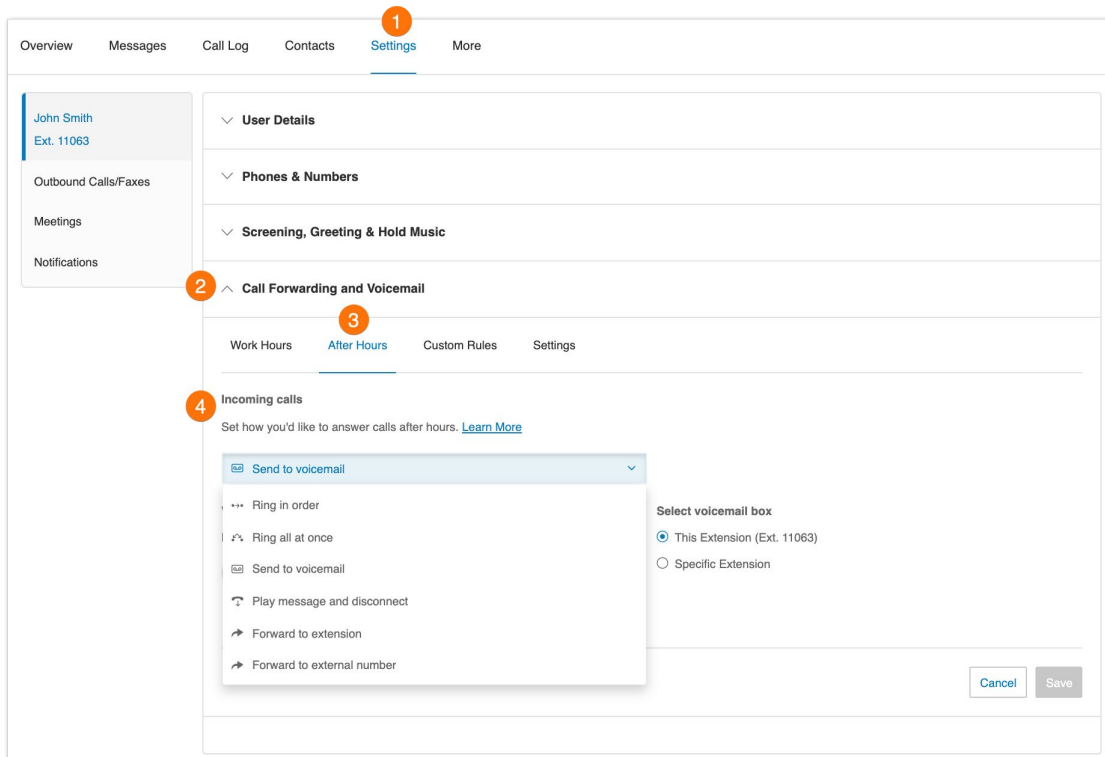 1
Overview Messages Call Log Contacts Settings More
John Smith
Ext. 11063
Outbound Calls/Faxes
Meetings
Notifications
User Details
Phones & Numbers
Screening, Greeting & Hold Music
2 Call Forwarding and Voicemail
3
Work Hours After Hours Custom Rules Settings
4 Incoming calls
Set how you'd like to answer calls after hours. Learn More
Send to voicemail
Ring in order
Ring all at once
Send to voicemail
Play message and disconnect
Forward to extension
Forward to external number
Select voicemail box
This Extension (Ext. 11063)
Specific Extension
Cancel Save